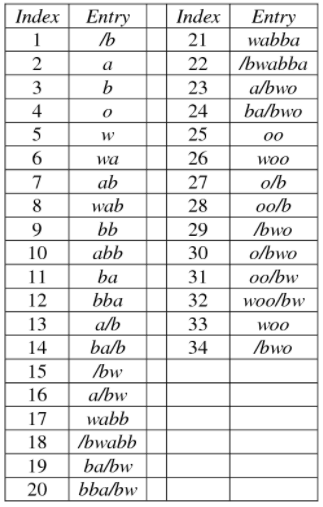 Index Entry Index Entry
1 /b 21 wabba
2 a 22 /bwabba
3 b 23 a/bwo
4 o 24 ba/bwo
5 w 25 oo
6 wa 26 woo
7 ab 27 o/b
8 wab 28 oo/b
9 bb 29 /bwo
10 abb 30 o/bwo
11 ba 31 oo/bw
12 bba 32 woo/bw
13 a/b 33 woo
14 ba/b 34 /bwo
15 /bw
16 a/bw
17 wabb
18 /bwabb
19 ba/bw
20 bba/bw